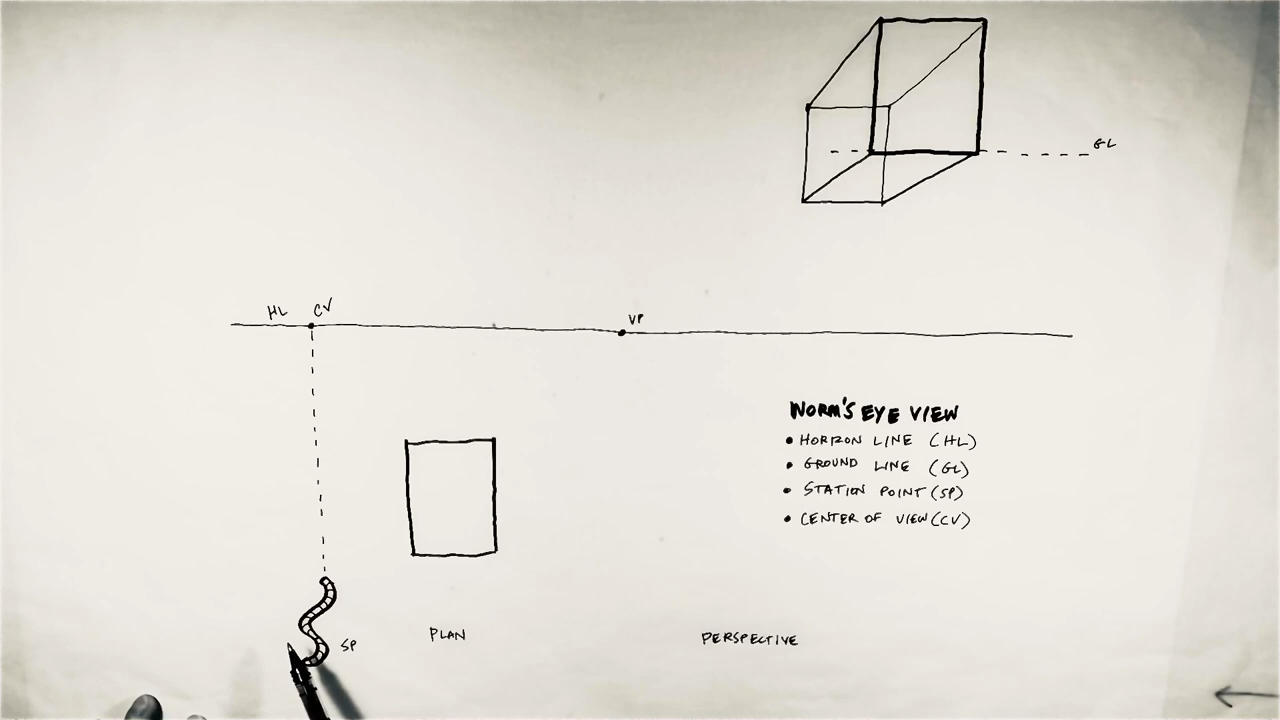 GL
HL CV
VP
WORM'S EYE VIEW
• HORIZON LINE (HL)
• GROUND LINE (GL)
• STATION POINT (SP)
• CENTER OF VIEW (CV)
SP
PLAN
PERSPECTIVE